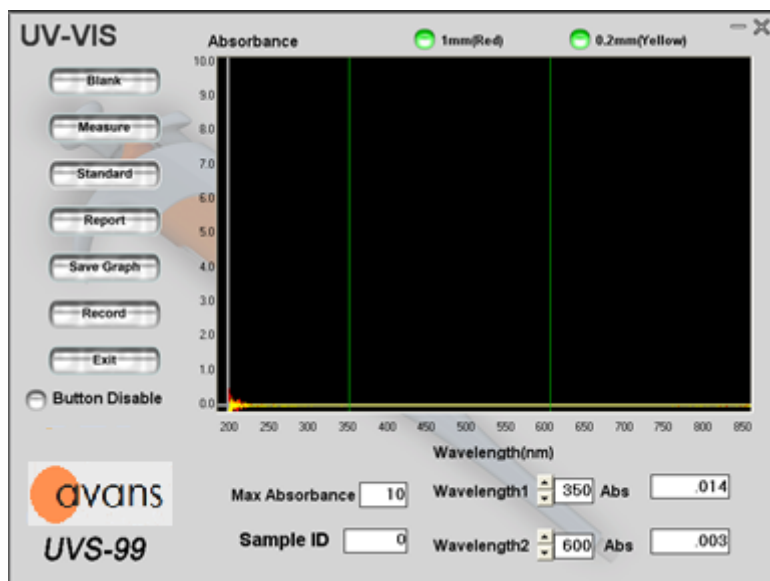 UV-VIS
Absorbance
1mm(Red)
0.2mm(Yellow)
Blank
Measure
Standard
Report
Save Graph
Record
Exit
Button Disable
10.0
9.0
8.0
7.0
6.0
5.0
4.0
3.0
2.0
1.0
0.0
200 250 300 350 400 450 500 550 600 650 700 750 800 850
Wavelength(nm)
Max Absorbance 10
Wavelength1 350 Abs .014
Sample ID 0
Wavelength2 600 Abs .003
avans
UVS-99